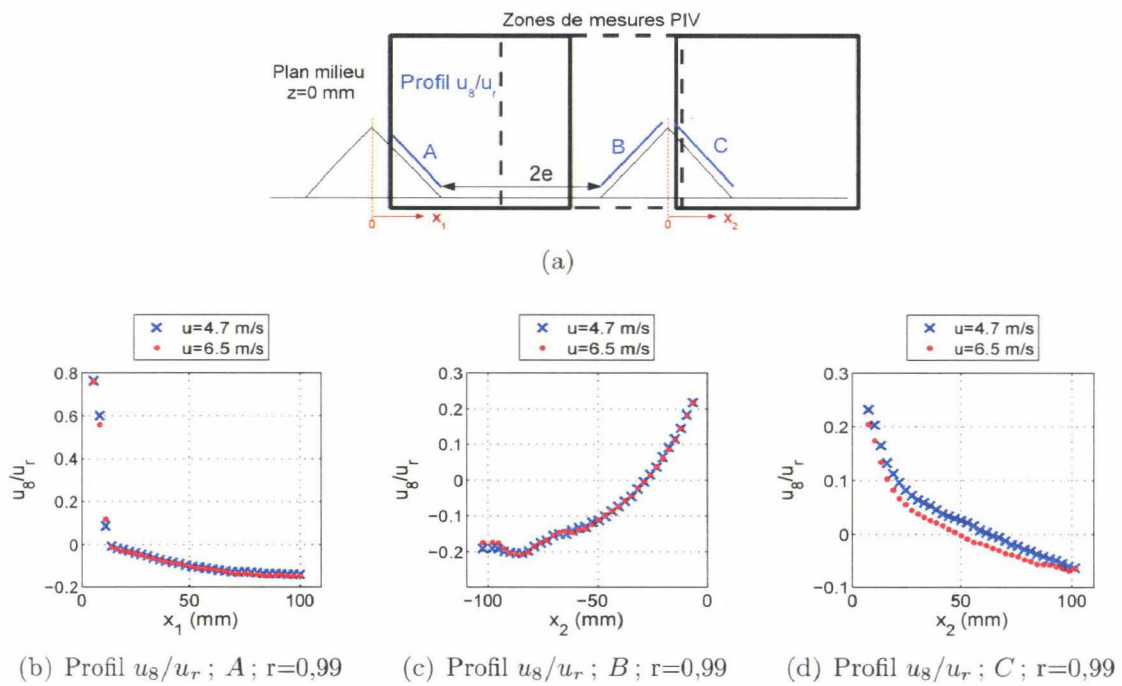 Zones de mesures PIV
Plan milieu
z=0 mm
Profil u8/ur
A
B
C
2e
0
x1
0
x2
(a)
u=4.7 m/s
u=6.5 m/s
u8/ur
0.8
0.6
0.4
0.2
0
−0.2
0
50
100
x1 (mm)
(b) Profil u8/ur ; A ; r=0,99
u=4.7 m/s
u=6.5 m/s
u8/ur
0.3
0.2
0.1
0
−0.1
−0.2
−0.3
−100
−50
0
x2 (mm)
(c) Profil u8/ur ; B ; r=0,99
u=4.7 m/s
u=6.5 m/s
u8/ur
0.3
0.2
0.1
0
−0.1
0
50
100
x2 (mm)
(d) Profil u8/ur ; C ; r=0,99